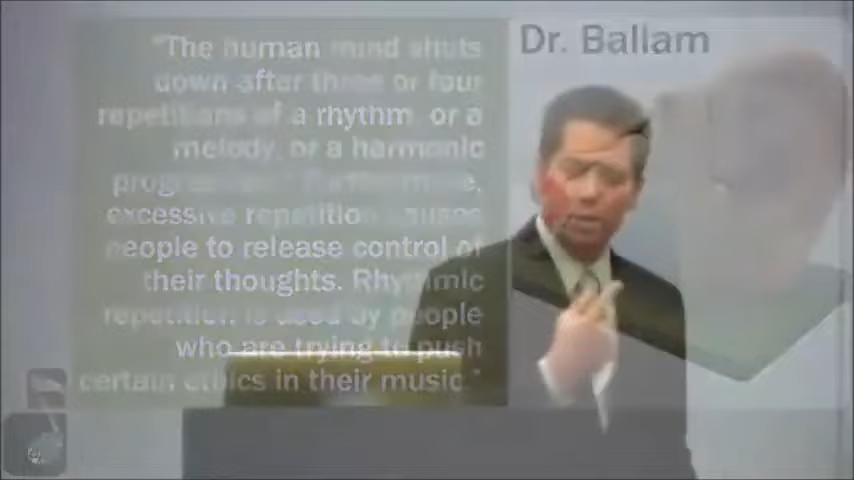 "The human mind shuts
down after three or four
repetitions of a rhythm, or a
melody, or a harmonic
excessive repetition causes
people to release control of
their thoughts. Rhythmic
repetition is used by people
who are trying to push
certain ethics in their music."
Dr. Ballam